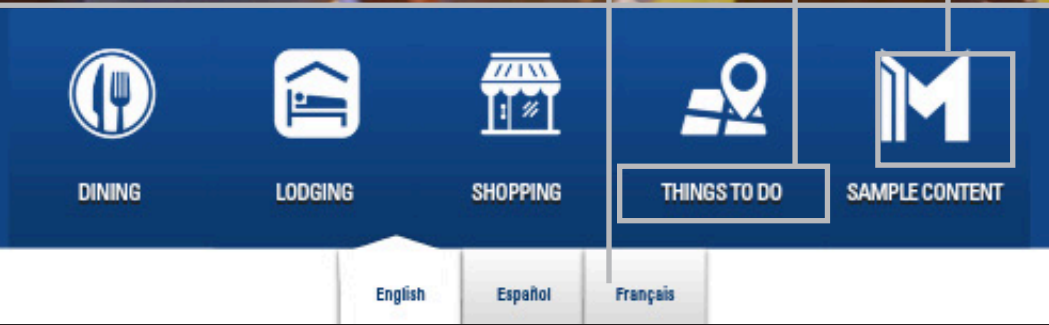 DINING
LODGING
SHOPPING
THINGS TO DO
SAMPLE CONTENT
English
Español
Français